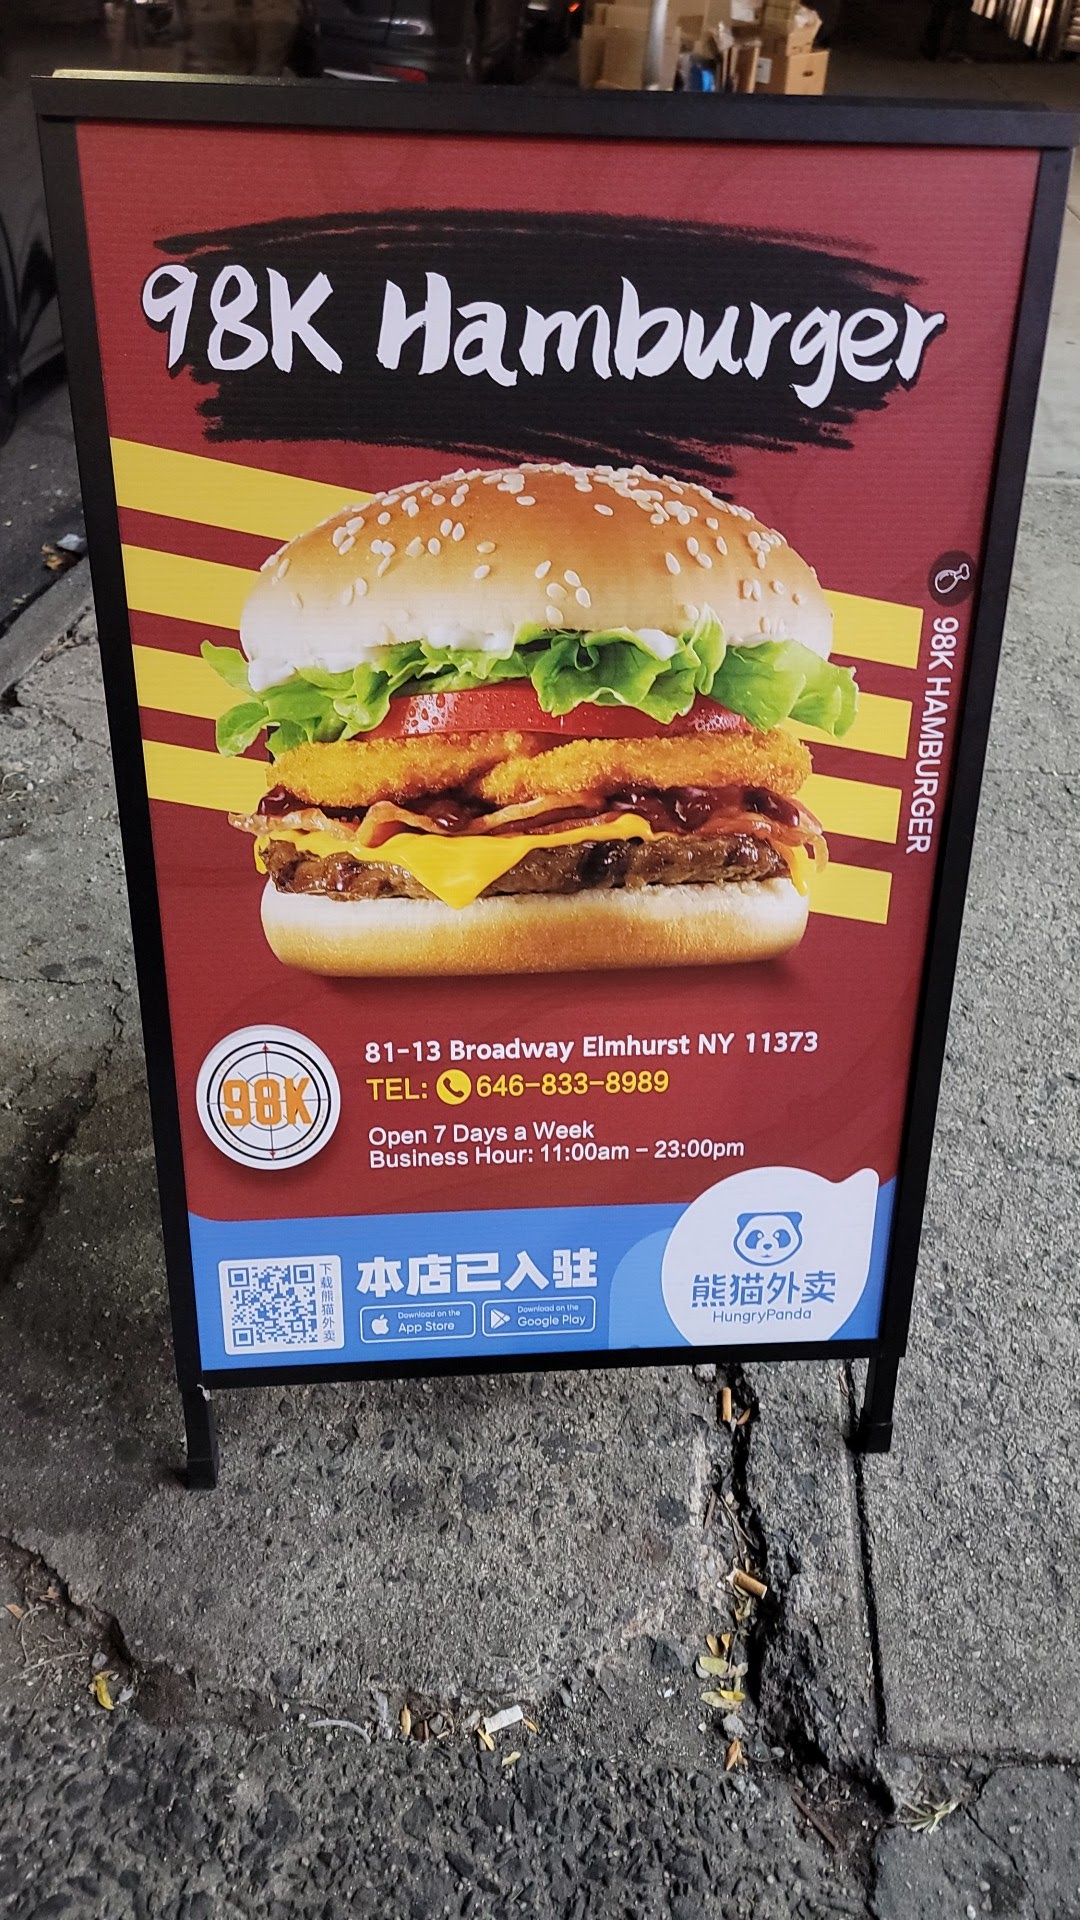 98K Hamburger
98K HAMBURGER
81-13 Broadway Elmhurst NY 11373
TEL: 646-833-8989
98K
Open 7 Days a Week
Business Hour: 11:00am - 23:00pm
下载熊猫外卖
本店已入驻
Download on the
App Store
Download on the
Google Play
熊猫外卖
HungryPanda